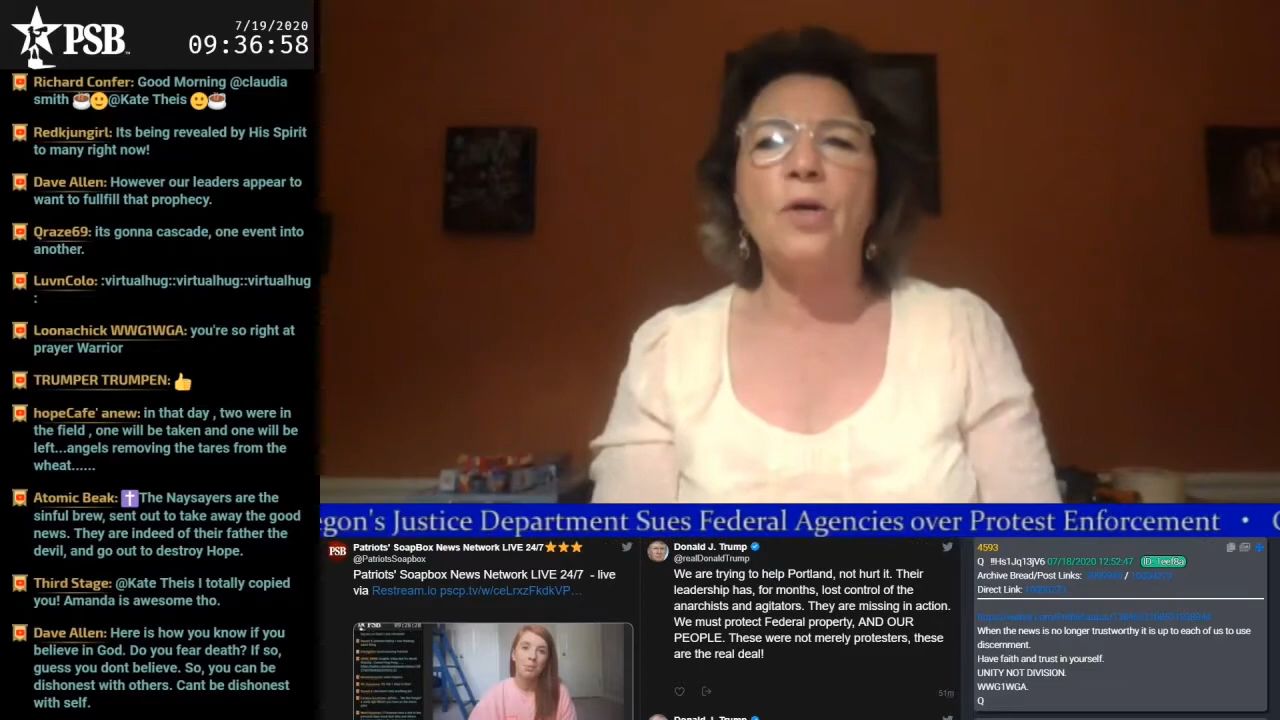 PSB
7/19/2020
09:36:58
Richard Confer: Good Morning @claudia
smith ☕🙂@Kate Theis 🙂☕
Redkjungirl: Its being revealed by His Spirit
to many right now!
Dave Allen: However our leaders appear to
want to fullfill that prophecy.
Qraze69: its gonna cascade, one event into
another.
LuvnColo: :virtualhug::virtualhug::virtualhug
:
Loonachick WWG1WGA: you're so right at
prayer Warrior
TRUMPER TRUMPEN: 👍
hopeCafe' anew: in that day , two were in
the field , one will be taken and one will be
left...angels removing the tares from the
wheat......
Atomic Beak: ✝️The Naysayers are the
sinful brew, sent out to take away the good
news. They are indeed of their father the
devil, and go out to destroy Hope.
Third Stage: @Kate Theis I totally copied
you! Amanda is awesome tho.
Dave Allen: Here is how you know if you
believe in God. Do you fear death? If so,
guess you dont believe. So, you can be
dishonest w/others. Cant be dishonest
with self.
egon's Justice Department Sues Federal Agencies over Protest Enforcement •
PSB
Patriots' SoapBox News Network LIVE 24/7⭐⭐⭐
@PatriotsSoapbox
Patriots' Soapbox News Network LIVE 24/7 - live
via Restream.io pscp.tv/w/ceLrxzFkdkVP…
09:26:28
Donald J. Trump
@realDonaldTrump
We are trying to help Portland, not hurt it. Their
leadership has, for months, lost control of the
anarchists and agitators. They are missing in action.
We must protect Federal property, AND OUR
PEOPLE. These were not merely protesters, these
are the real deal!
51m
Donald J. Trump
4593
Q !!Hs1Jq13jV6 07/18/2020 12:52:47 ID: 1eef8a
Archive Bread/Post Links: /
Direct Link:
When the news is no longer trustworthy it is up to each of us to use
discernment.
Have faith and trust in yourself.
UNITY NOT DIVISION.
WWG1WGA.
Q